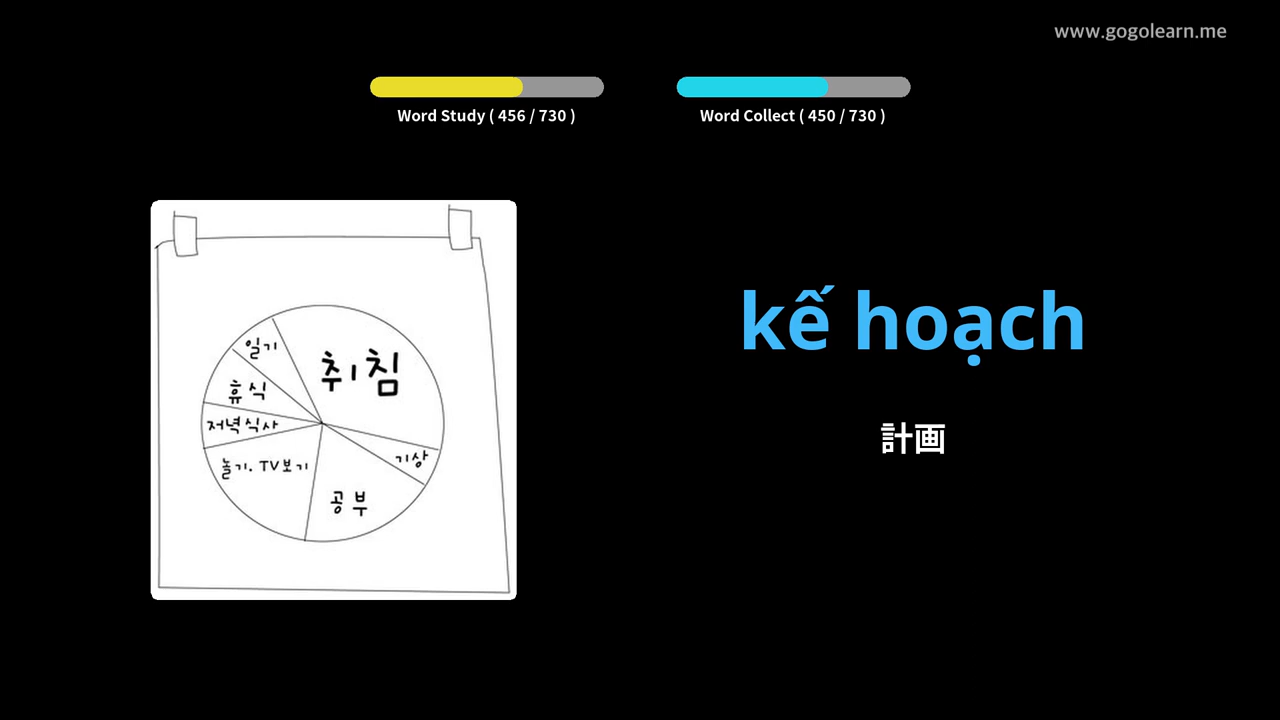 www.gogolearn.me
Word Study ( 456 / 730 )
Word Collect ( 450 / 730 )
일기
취침
휴식
저녁식사
놀기. TV보기
기상
공부
kế hoạch
計画